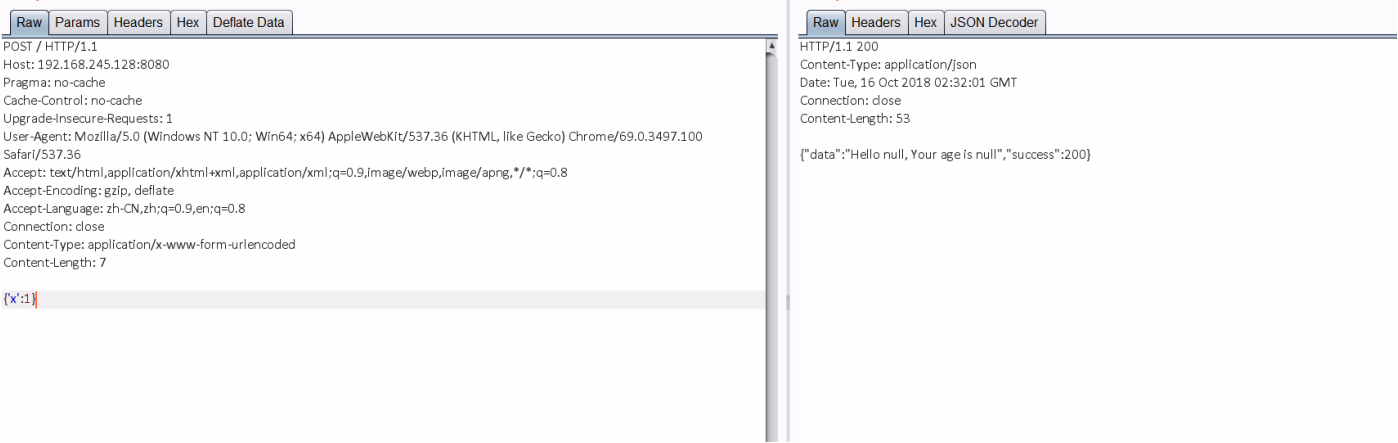 Raw Params Headers Hex Deflate Data
POST / HTTP/1.1
Host: 192.168.245.128:8080
Pragma: no-cache
Cache-Control: no-cache
Upgrade-Insecure-Requests: 1
User-Agent: Mozilla/5.0 (Windows NT 10.0; Win64; x64) AppleWebKit/537.36 (KHTML, like Gecko) Chrome/69.0.3497.100
Safari/537.36
Accept: text/html,application/xhtml+xml,application/xml;q=0.9,image/webp,image/apng,*/*;q=0.8
Accept-Encoding: gzip, deflate
Accept-Language: zh-CN,zh;q=0.9,en;q=0.8
Connection: close
Content-Type: application/x-www-form-urlencoded
Content-Length: 7
{'x':1}
Raw Headers Hex JSON Decoder
HTTP/1.1 200
Content-Type: application/json
Date: Tue, 16 Oct 2018 02:32:01 GMT
Connection: close
Content-Length: 53
{"data":"Hello null, Your age is null","success":200}